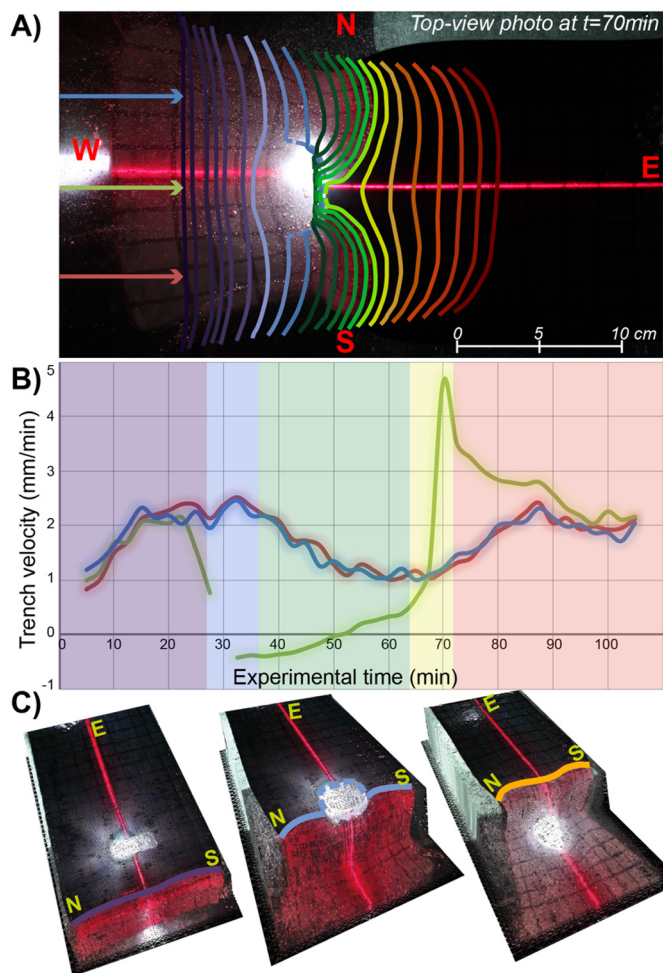 A)
N
Top-view photo at t=70min
W
E
S
0 5 10 cm
B)
Trench velocity (mm/min)
5
4
3
2
1
0
-1
0 10 20 30 40 50 60 70 80 90 100
Experimental time (min)
C)
E
E
E
N
S
N
S
N
S